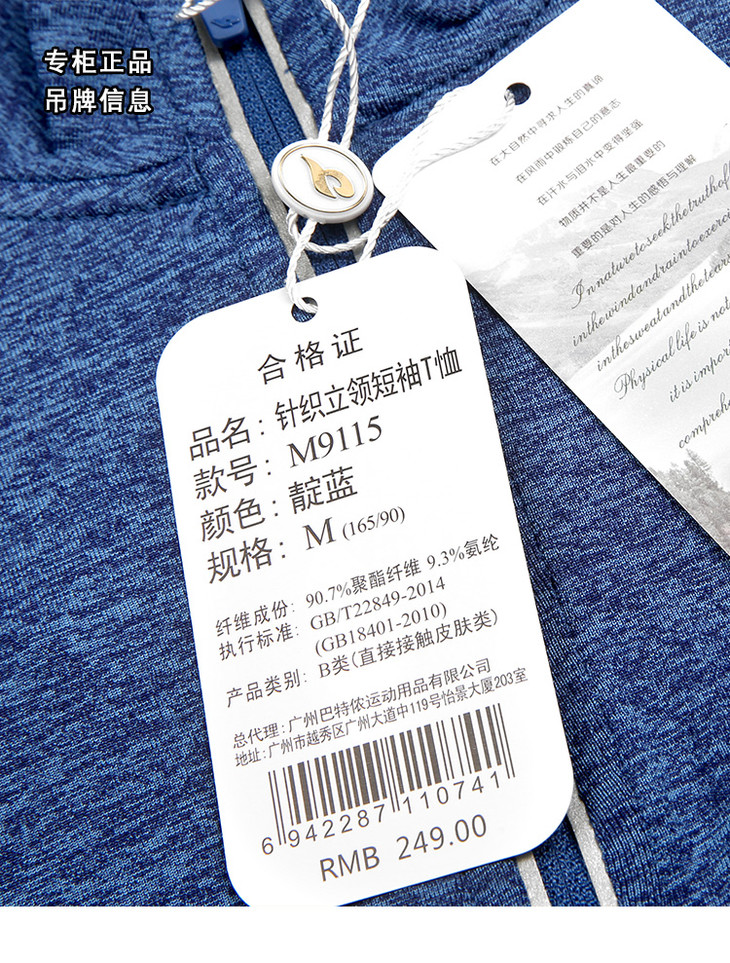 专柜正品
吊牌信息
在大自然中寻求人生的真谛
在风雨中锻炼自己的意志
在汗水与泪水中变得坚强
物质并不是人生最重要的
重要的是对人生的感悟与理解
Innaturetoseekthetruthof
inthewindandraintoexerci
inthesweatandthetears
Physicallifeisnot
itisimpor
comprehe
合格证
品名：针织立领短袖T恤
款号：M9115
颜色：靛蓝
规格：M (165/90)
纤维成份：90.7%聚酯纤维 9.3%氨纶
执行标准：GB/T22849-2014
(GB18401-2010)
产品类别：B类(直接接触皮肤类)
总代理:广州巴特侬运动用品有限公司
地址:广州市越秀区广州大道中119号怡景大厦203室
6 942287 110741
RMB 249.00